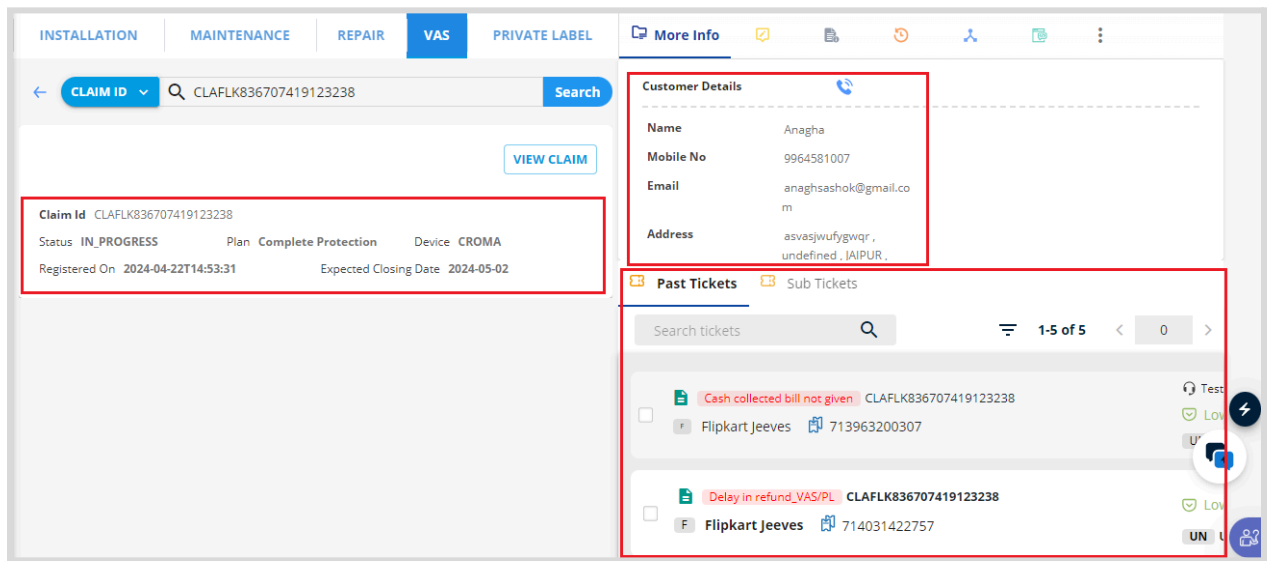 INSTALLATION MAINTENANCE REPAIR VAS PRIVATE LABEL
CLAIM ID CLAFLK836707419123238 Search
VIEW CLAIM
Claim Id CLAFLK836707419123238
Status IN_PROGRESS Plan Complete Protection Device CROMA
Registered On 2024-04-22T14:53:31 Expected Closing Date 2024-05-02
More Info
Customer Details
Name Anagha
Mobile No 9964581007
Email anaghsashok@gmail.co
m
Address asvasjwufygwqr ,
undefined , JAIPUR ,
Past Tickets Sub Tickets
Search tickets 1-5 of 5 < 0 >
Cash collected bill not given CLAFLK836707419123238 Test
F Flipkart Jeeves 713963200307 Lov
Delay in refund_VAS/PL CLAFLK836707419123238 Lov
F Flipkart Jeeves 714031422757 UN